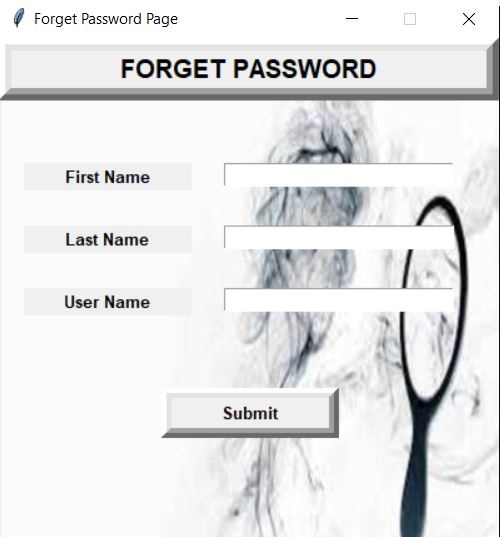 Forget Password Page
FORGET PASSWORD
First Name
Last Name
User Name
Submit